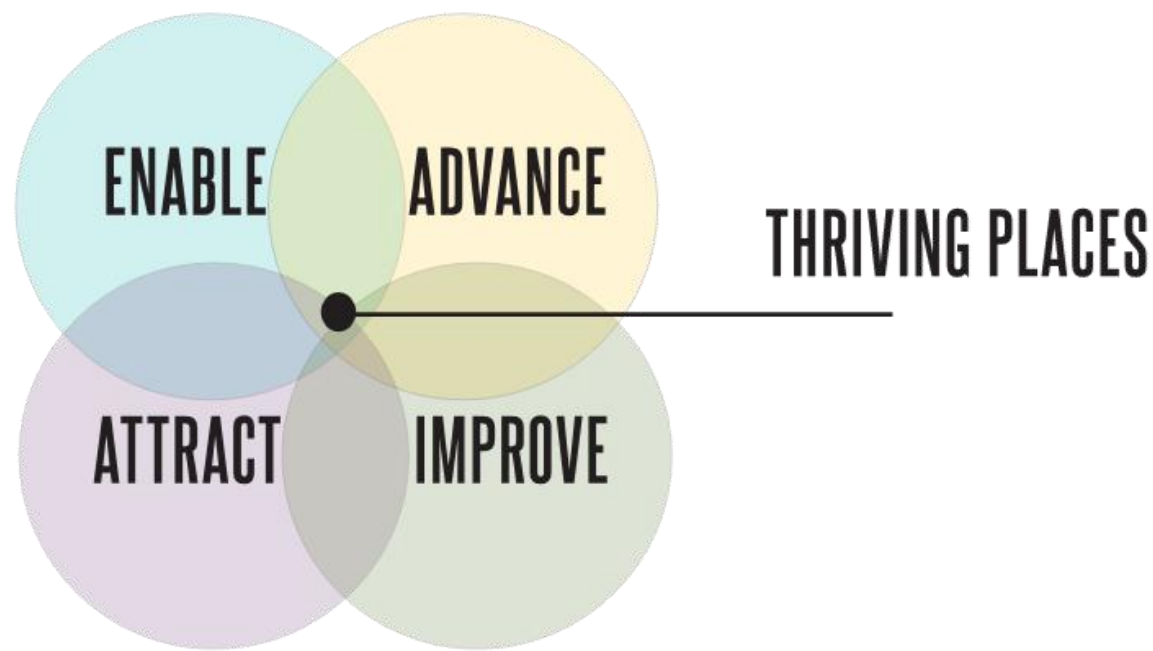 ENABLE
ADVANCE
THRIVING PLACES
ATTRACT
IMPROVE